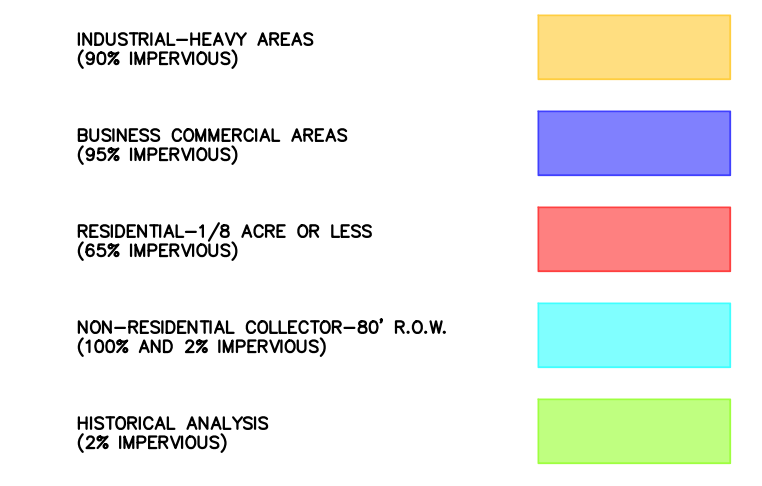 INDUSTRIAL-HEAVY AREAS
(90% IMPERVIOUS)
BUSINESS COMMERCIAL AREAS
(95% IMPERVIOUS)
RESIDENTIAL-1/8 ACRE OR LESS
(65% IMPERVIOUS)
NON-RESIDENTIAL COLLECTOR-80' R.O.W.
(100% AND 2% IMPERVIOUS)
HISTORICAL ANALYSIS
(2% IMPERVIOUS)